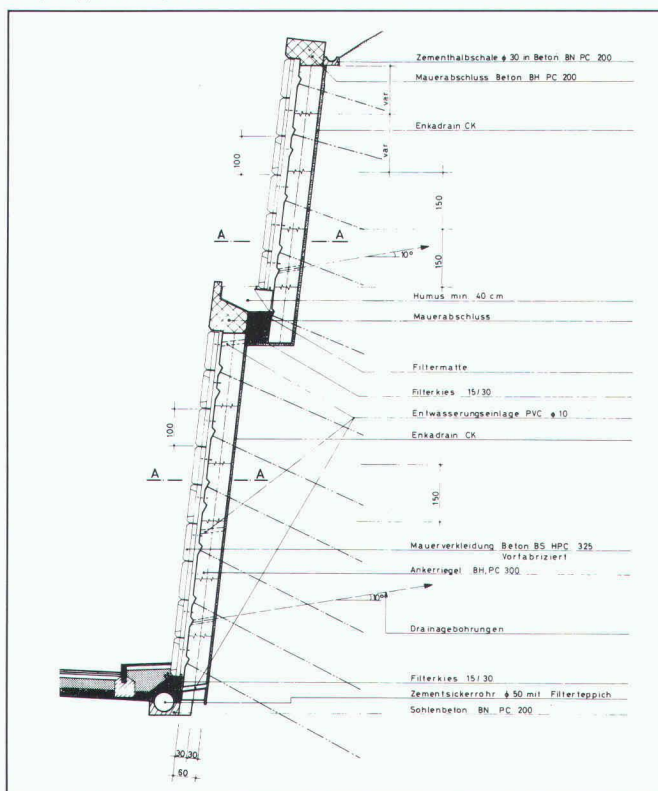 Zementhalbschale ϕ 30 in Beton BN PC 200
Mauerabschluss Beton BH PC 200
var
Enkadrain CK
var
100
150
A A
150
10°
Humus min. 40 cm
Mauerabschluss
Filtermatte
Filterkies 15/30
Entwasserungseinlage PVC ϕ 10
100
Enkadrain CK
A A
150
Mauerverkleidung Beton BS HPC 325
Vorfabriziert
Ankerriegel BH, PC 300
10°
Drainagebohrungen
Filterkies 15/30
Zementsickerrohr ϕ 50 mit Filterteppich
Sohlenbeton BN PC 200
30 30
60